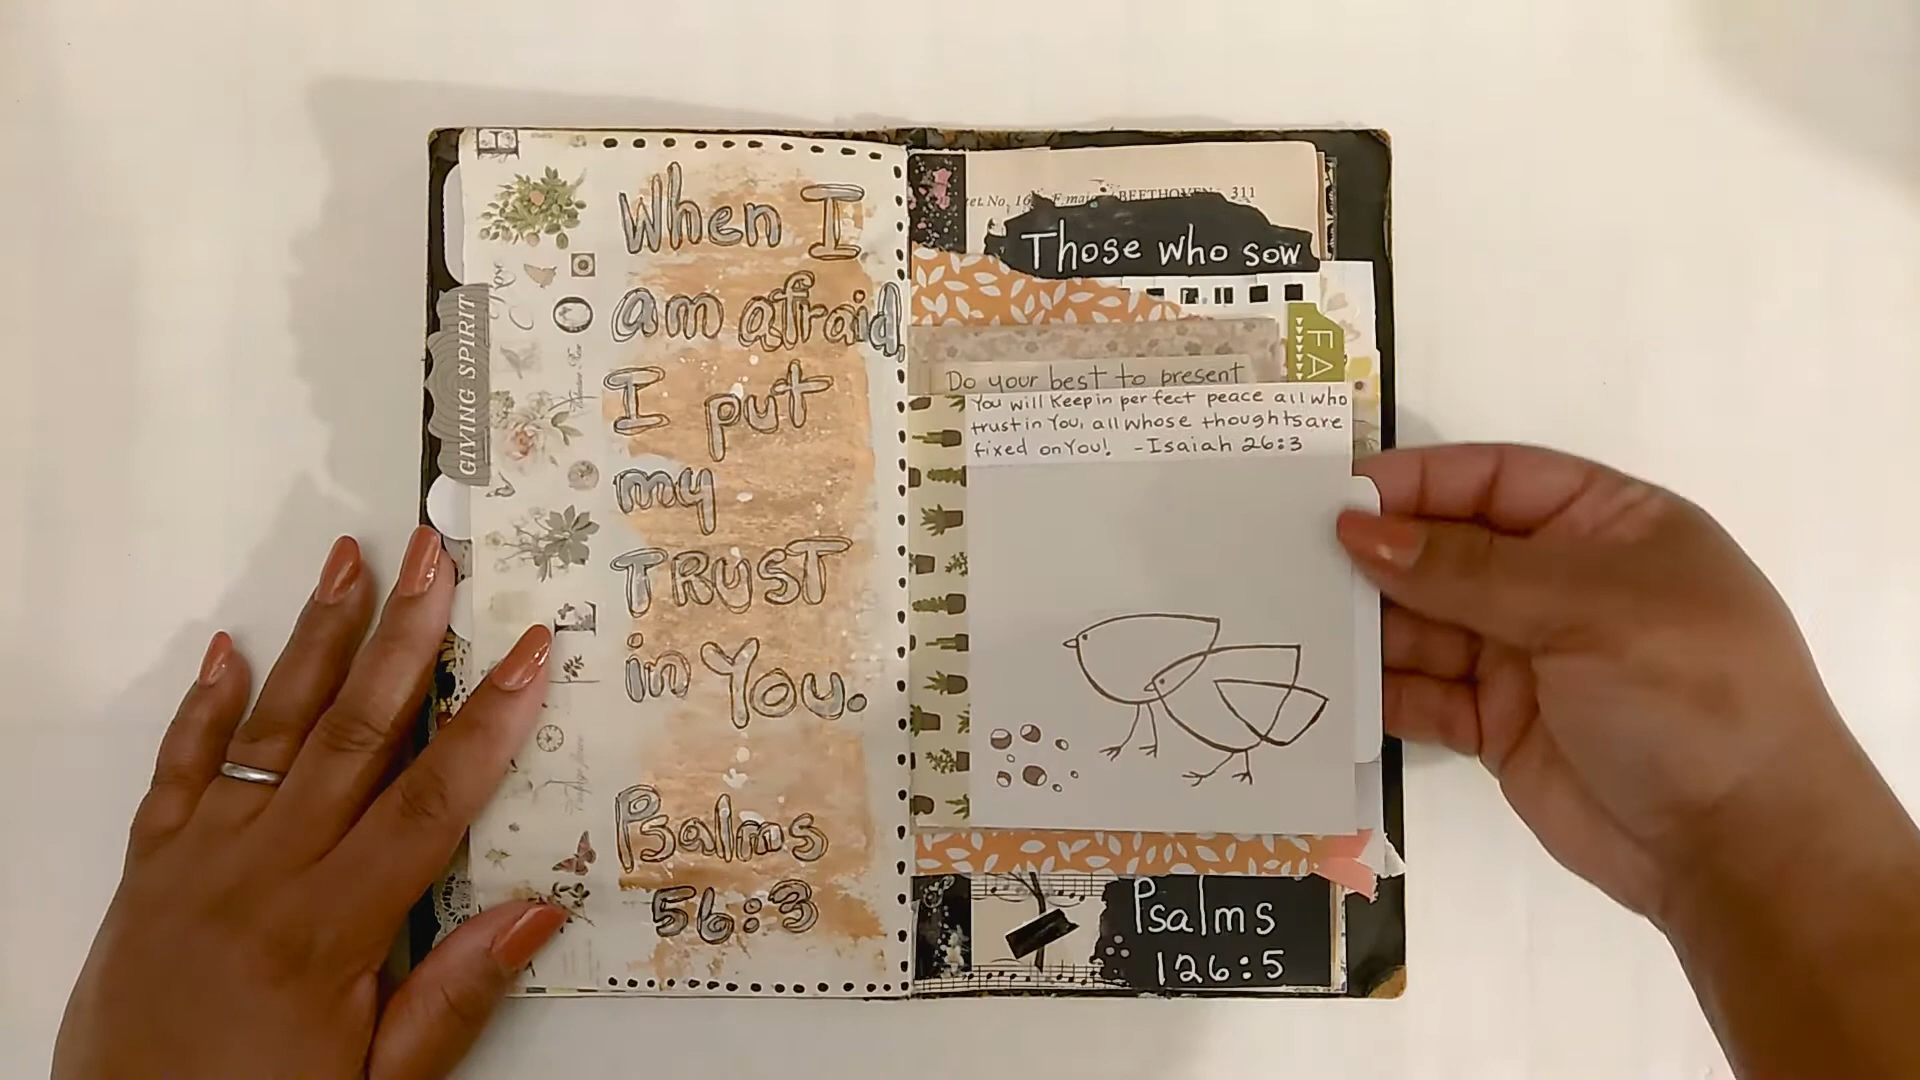 When I
am afraid,
I put
my
TRUST
in You.
Psalms
56:3
GIVING SPIRIT
BEETHOVEN 311
Those who sow
FA
Do your best to present
You will keep in perfect peace all who
trust in You, all whose thoughts are
fixed on You! -Isaiah 26:3
Psalms
126:5